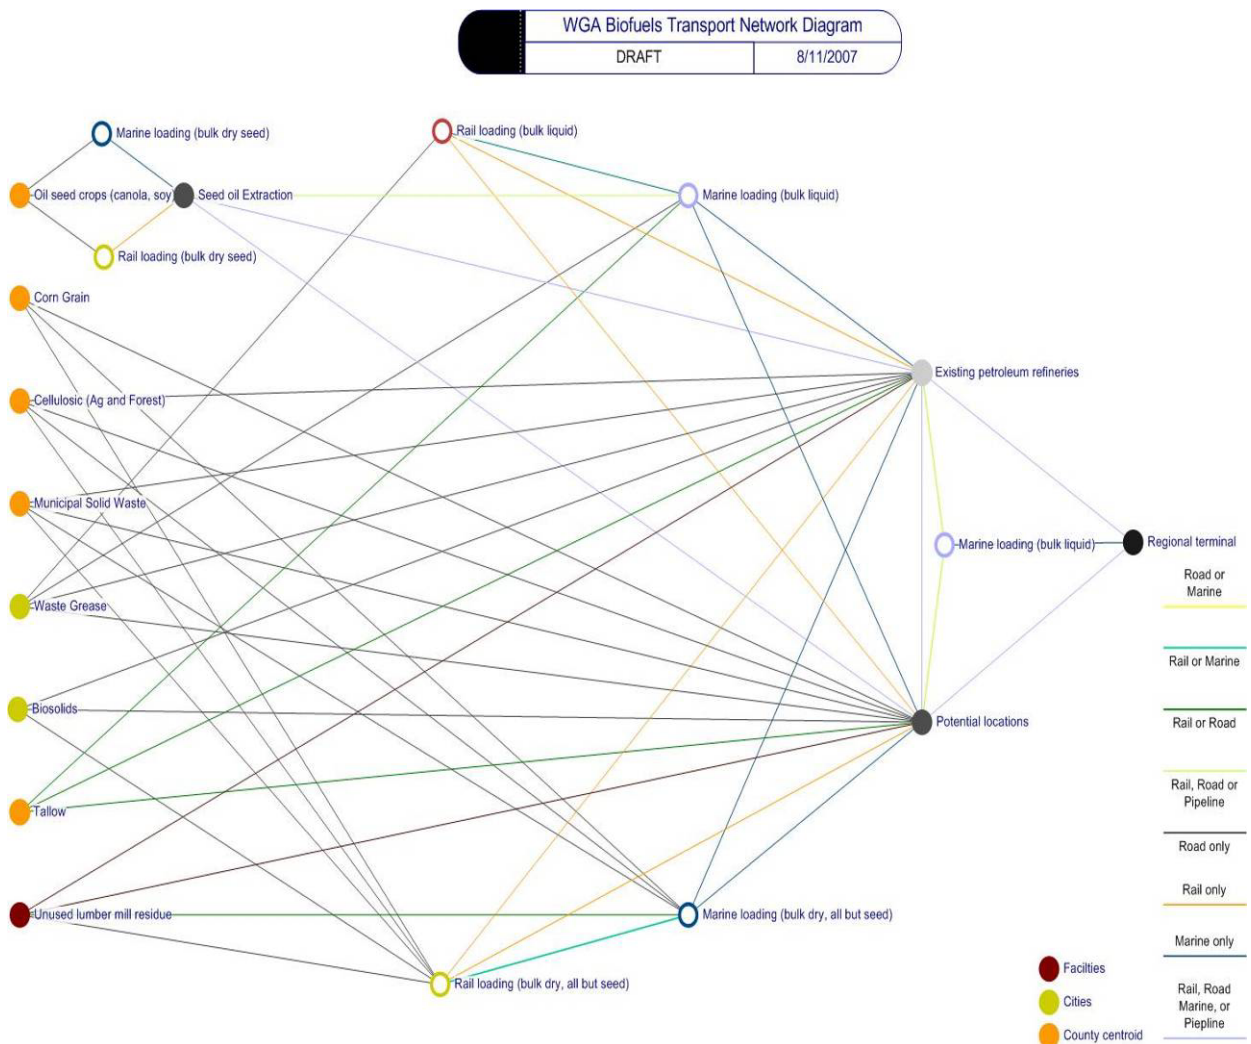 WGA Biofuels Transport Network Diagram
DRAFT
8/11/2007
Marine loading (bulk dry seed)
Rail loading (bulk liquid)
Oil seed crops (canola, soy)
Seed oil Extraction
Marine loading (bulk liquid)
Rail loading (bulk dry seed)
Corn Grain
Existing petroleum refineries
Cellulosic (Ag and Forest)
Municipal Solid Waste
Marine loading (bulk liquid)
Regional terminal
Waste Grease
Biosolids
Potential locations
Tallow
Unused lumber mill residue
Marine loading (bulk dry, all but seed)
Rail loading (bulk dry, all but seed)
Road or
Marine
Rail or Marine
Rail or Road
Rail, Road or
Pipeline
Road only
Rail only
Marine only
Rail, Road
Marine, or
Piepline
Facilties
Cities
County centroid